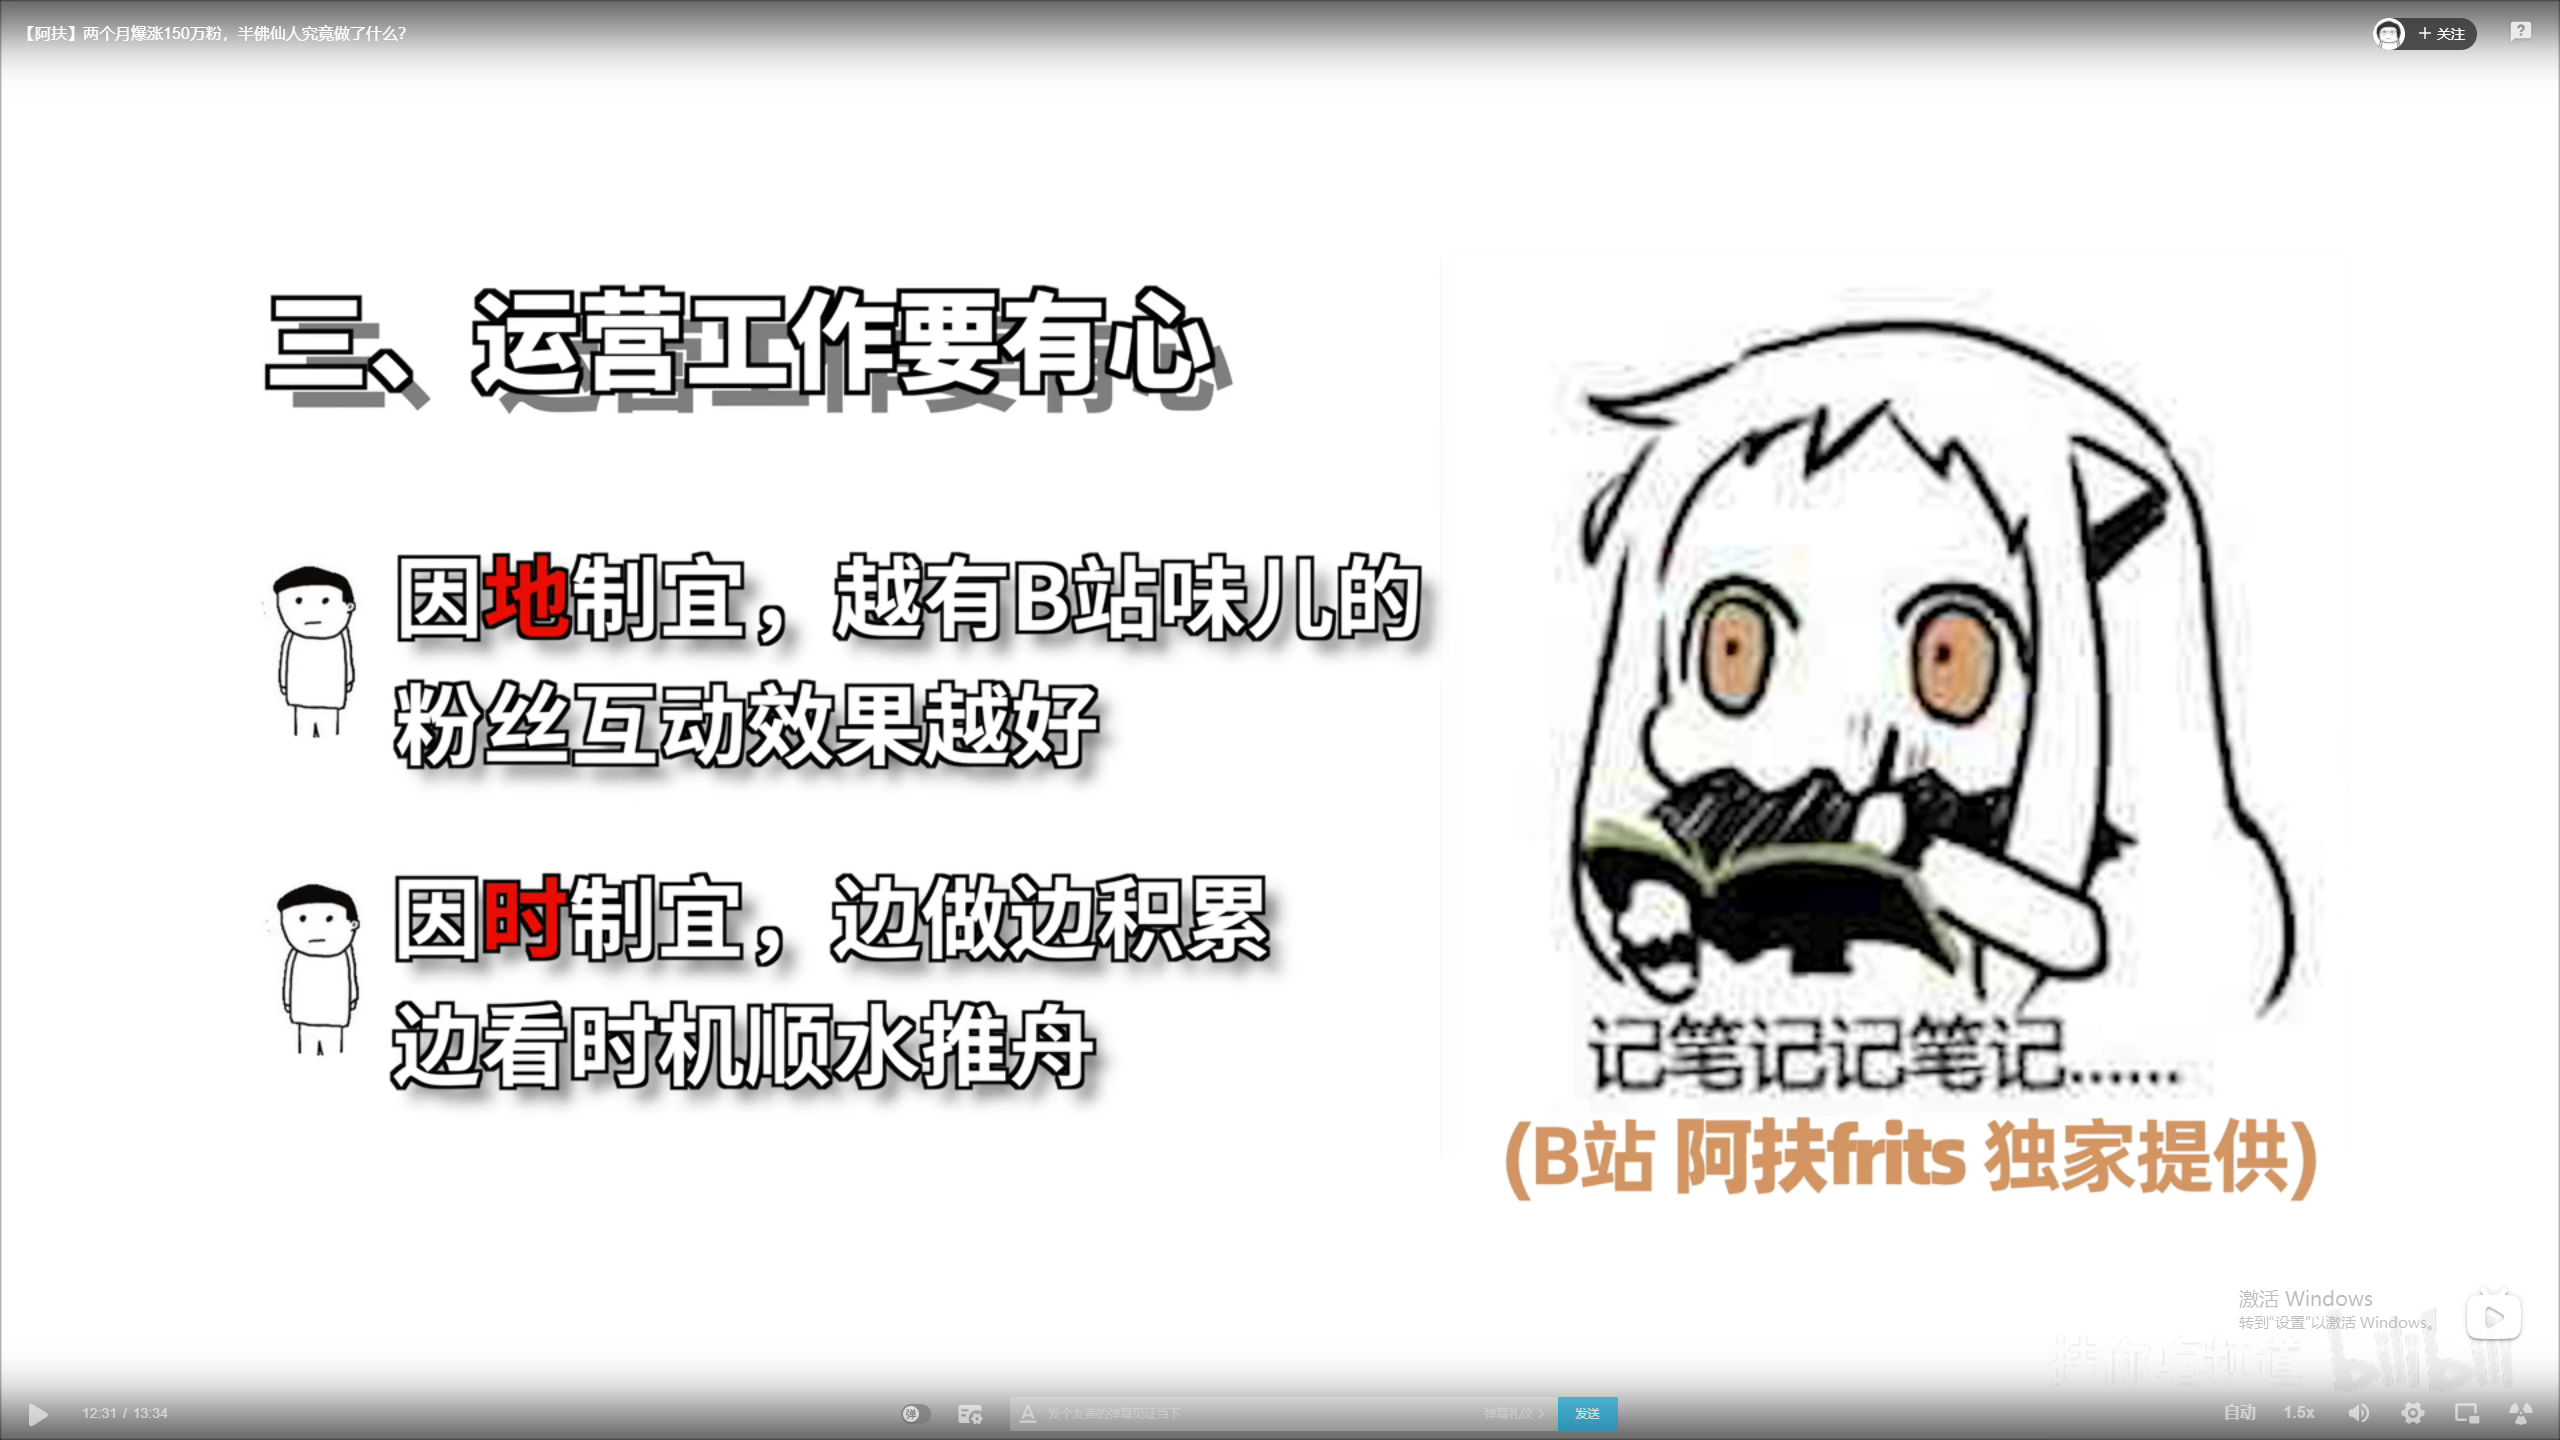 【阿扶】两个月爆涨150万粉，半佛仙人究竟做了什么？
＋ 关注
三、运营工作要有心
因地制宜，越有B站味儿的
粉丝互动效果越好
因时制宜，边做边积累
边看时机顺水推舟
记笔记记笔记......
(B站 阿扶frits 独家提供)
激活 Windows
转到“设置”以激活 Windows。
bilibili
12:31 / 13:34
弹
发个友善的弹幕见证当下
弹幕礼仪 >
发送
自动
1.5x